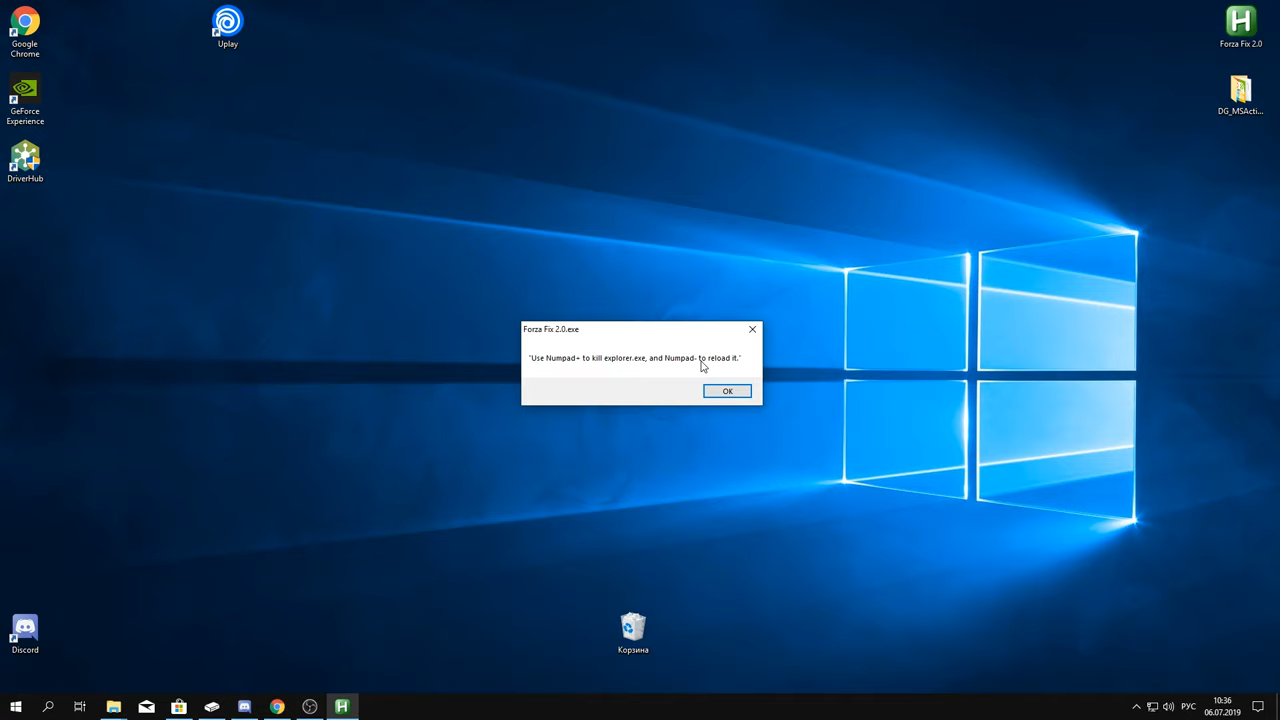 Google
Chrome
Uplay
Forza Fix 2.0
GeForce
Experience
DG_MSActi...
DriverHub
Forza Fix 2.0.exe
"Use Numpad+ to kill explorer.exe, and Numpad- to reload it."
OK
Discord
Корзина
РУС
10:36
06.07.2019